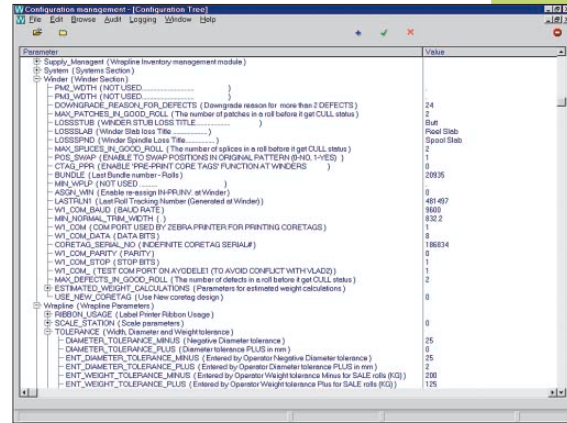 Configuration management - [Configuration Tree]
File Edit Browse Audit Logging Window Help
Parameter Value
Supply_Managent (Wrapline Inventory management module)
System (Systems Section)
Winder (Winder Section)
PM2_WDTH (NOT USED.............................. )
PM3_WDTH (NOT USED.............................. )
DOWNGRADE_REASON_FOR_DEFECTS (Downgrade reason for more than 2 DEFECTS) 24
MAX_PATCHES_IN_GOOD_ROLL (The number of patches in a roll before it get CULL status) 2
LOSSSTUB (WINDER STUB LOSS TITLE.................... ) Butt
LOSSSLAB (Winder Slab loss Title...............) Reel Slab
LOSSSPND (Winder Spindle Loss Title.....) Spool Slab
MAX_SPLICES_IN_GOOD_ROLL (The number of splices in a roll before it get CULL status) 2
POS_SWAP (ENABLE TO SWAP POSITIONS IN ORIGINAL PATTERN (0-NO, 1-YES) ) 1
CTAG_PPR (ENABLE 'PRE-PRINT CORE TAGS' FUNCTION AT WINDERS ) 0
BUNDLE (Last Bundle number - Rolls) 20935
MIN_WPLP (NOT USED.................... )
ASGN_WIN (Enable re-assign IN-PR.INV. at Winder) 0
LASTRLN1 (Last Roll Tracking Number (Generated at Winder)) 481497
W1_COM_BAUD (BAUD RATE) 9600
MIN_NORMAL_TRIM_WIDTH (.) 832.2
W1_COM (COM PORT USED BY ZEBRA PRINTER FOR PRINTING CORETAGS) 1
W1_COM_DATA (DATA BITS) 8
CORETAG_SERIAL_NO (INDEFINITE CORETAG SERIAL#) 186834
W1_COM_PARITY (PARITY) 0
W1_COM_STOP (STOP BITS) 1
W1_COM_ (TEST COM PORT ON AYODELE1 (TO AVOID CONFLICT WITH VLAD2)) 1
MAX_DEFECTS_IN_GOOD_ROLL (The number of defects in a roll before it get CULL status) 2
ESTIMATED_WEIGHT_CALCULATIONS (Parameters for estimated weight calculations)
USE_NEW_CORETAG (Use New coretag design) 0
Wrapline (Wrapline Parameters)
RIBBON_USAGE (Label Printer Ribbon Usage)
SCALE_STATION (Scale parameters) 0
TOLERANCE (Width, Diameter and Weight tolerance)
DIAMETER_TOLERANCE_MINUS (Negative Diameter tolerance) 25
DIAMETER_TOLERANCE_PLUS (Diameter tolerance PLUS in mm) 0
ENT_DIAMETER_TOLERANCE_MINUS (Entered by Operator Negative Diameter tolerance) 25
ENT_DIAMETER_TOLERANCE_PLUS (Entered by Operator Diameter tolerance PLUS in mm) 2
ENT_WEIGHT_TOLERANCE_MINUS (Entered by Operator Weight tolerance Minus for SALE rolls (KG)) 200
ENT_WEIGHT_TOLERANCE_PLUS (Entered by Operator Weight tolerance Plus for SALE rolls (KG)) 125